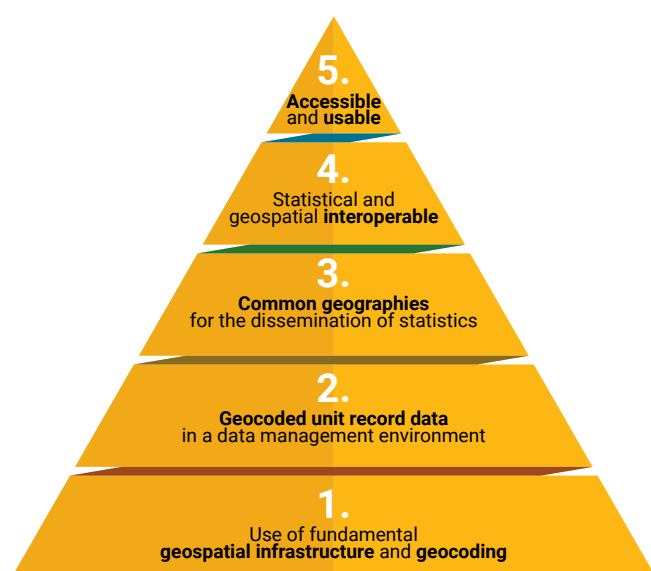 5.
Accessible
and usable
4.
Statistical and
geospatial interoperable
3.
Common geographies
for the dissemination of statistics
2.
Geocoded unit record data
in a data management environment
1.
Use of fundamental
geospatial infrastructure and geocoding